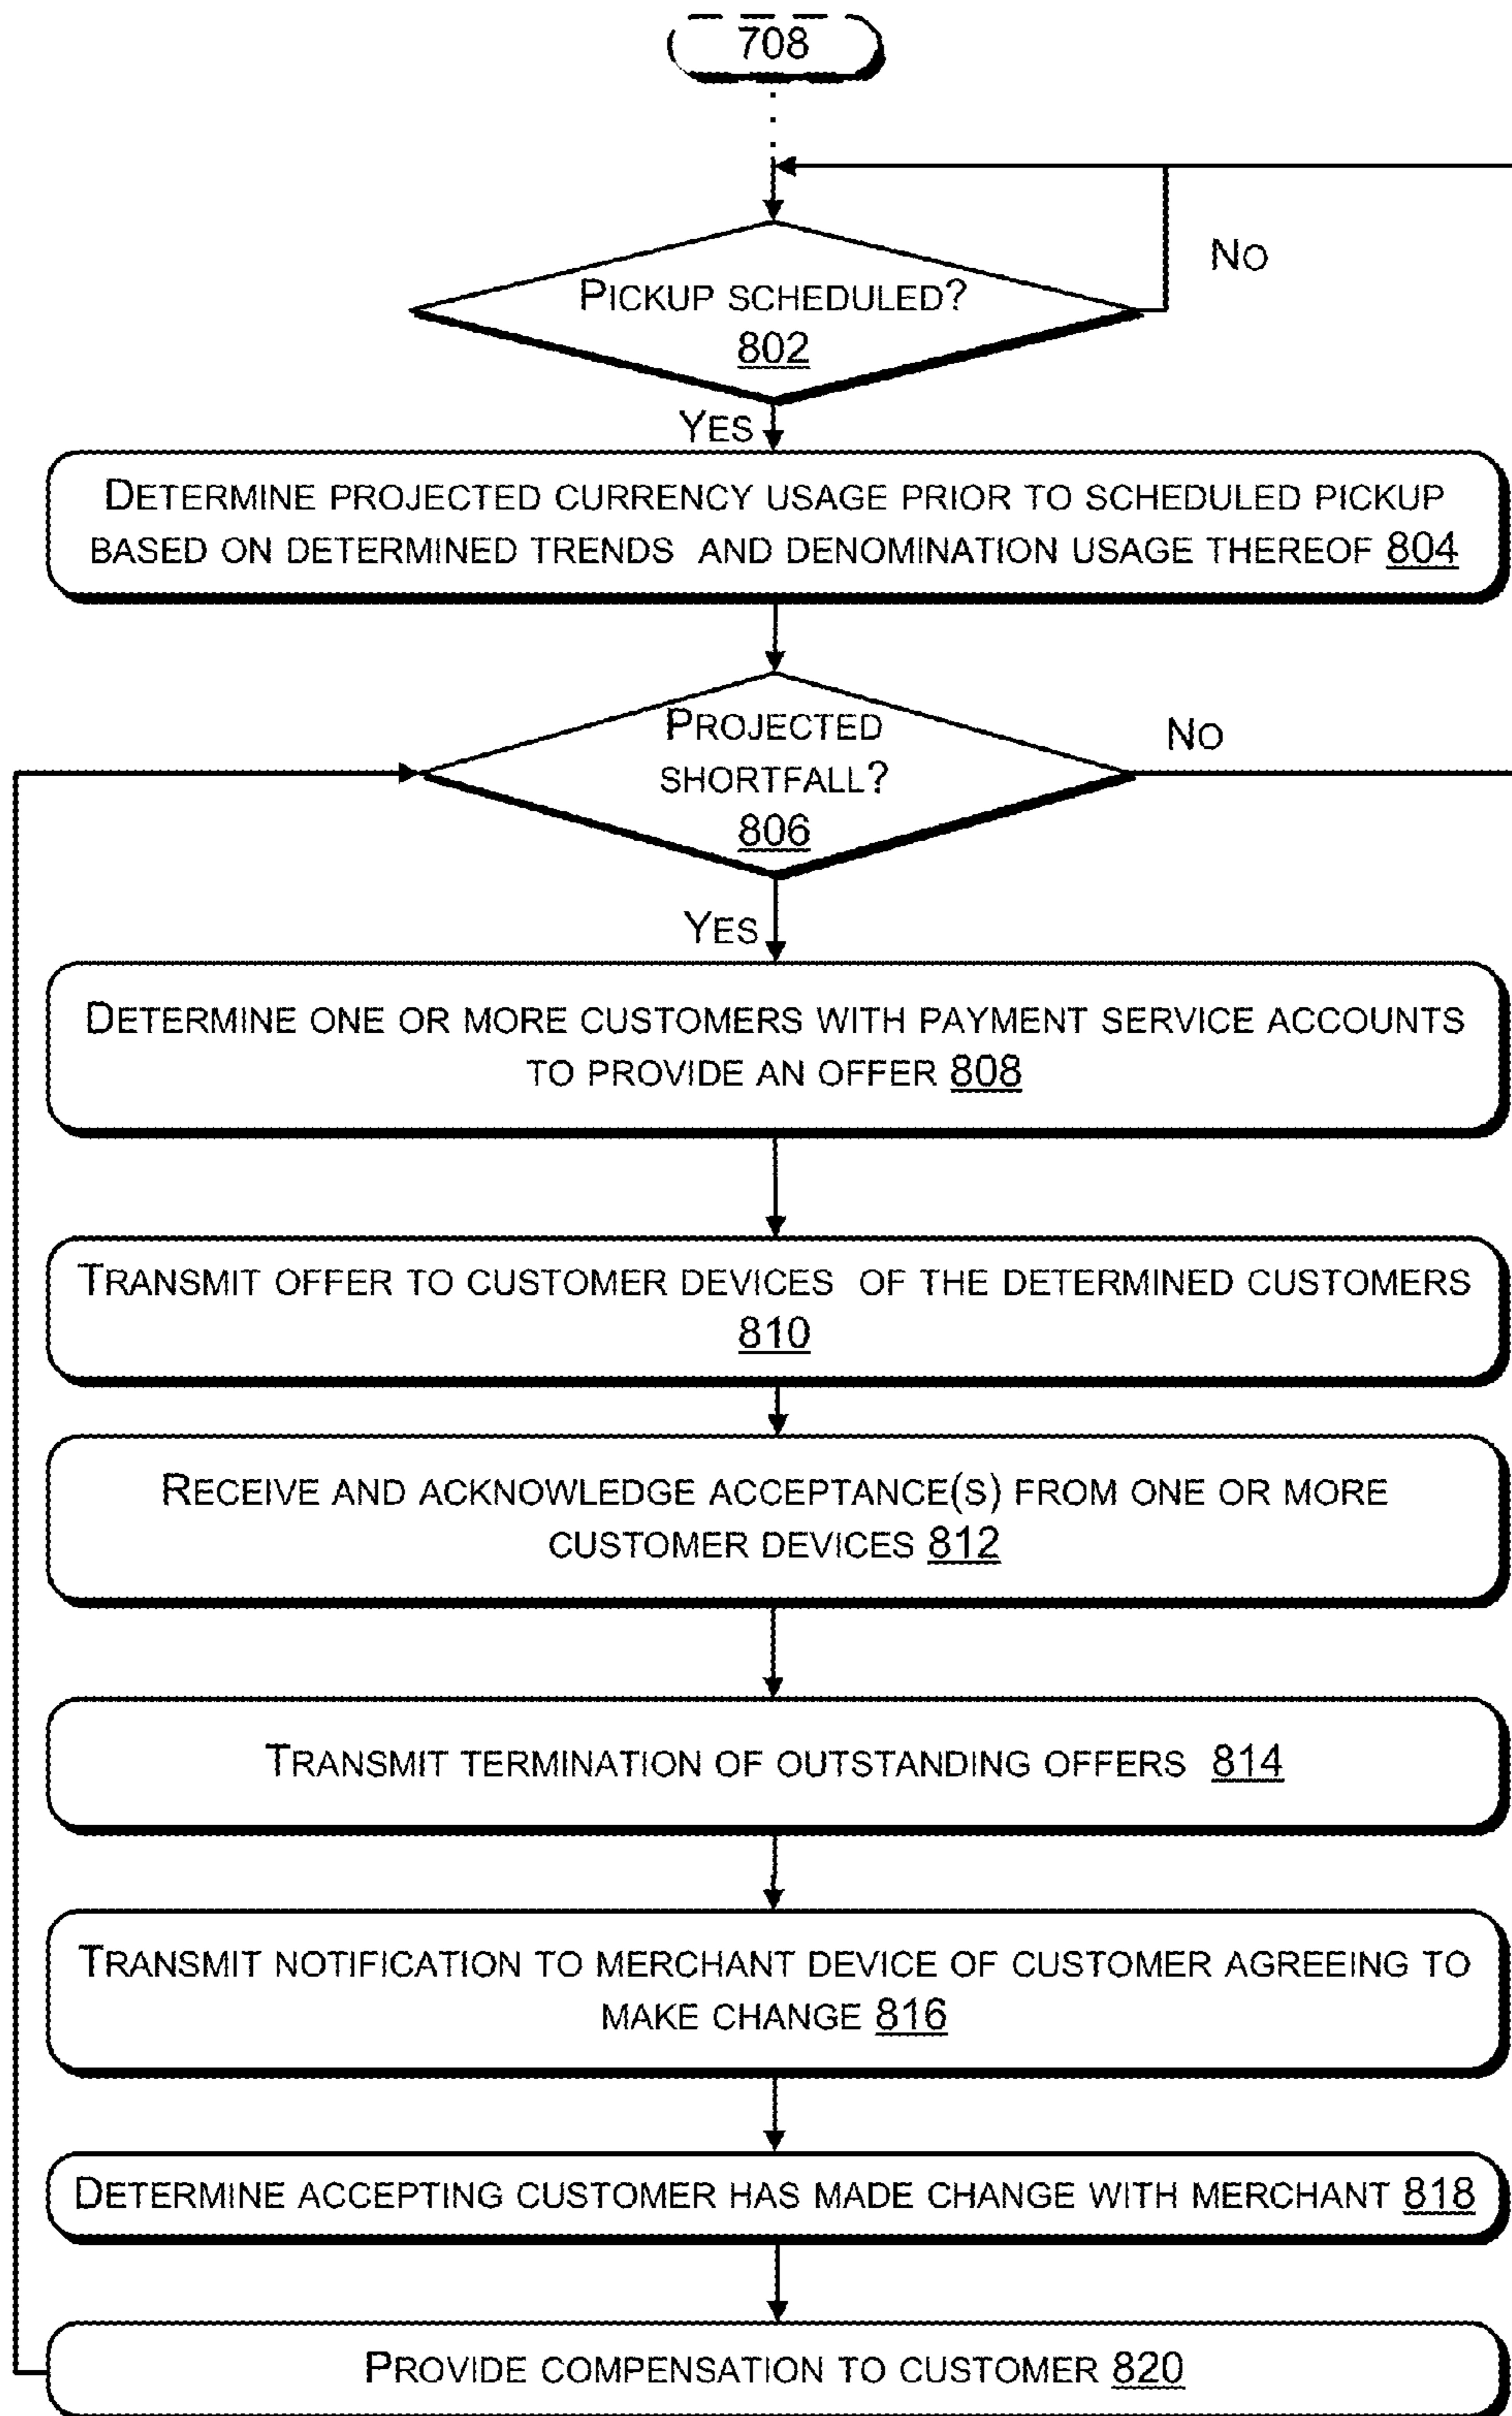 708
PICKUP SCHEDULED?
802
NO
YES
DETERMINE PROJECTED CURRENCY USAGE PRIOR TO SCHEDULED PICKUP
BASED ON DETERMINED TRENDS AND DENOMINATION USAGE THEREOF 804
PROJECTED
SHORTFALL?
806
NO
YES
DETERMINE ONE OR MORE CUSTOMERS WITH PAYMENT SERVICE ACCOUNTS
TO PROVIDE AN OFFER 808
TRANSMIT OFFER TO CUSTOMER DEVICES OF THE DETERMINED CUSTOMERS
810
RECEIVE AND ACKNOWLEDGE ACCEPTANCE(S) FROM ONE OR MORE
CUSTOMER DEVICES 812
TRANSMIT TERMINATION OF OUTSTANDING OFFERS 814
TRANSMIT NOTIFICATION TO MERCHANT DEVICE OF CUSTOMER AGREEING TO
MAKE CHANGE 816
DETERMINE ACCEPTING CUSTOMER HAS MADE CHANGE WITH MERCHANT 818
PROVIDE COMPENSATION TO CUSTOMER 820